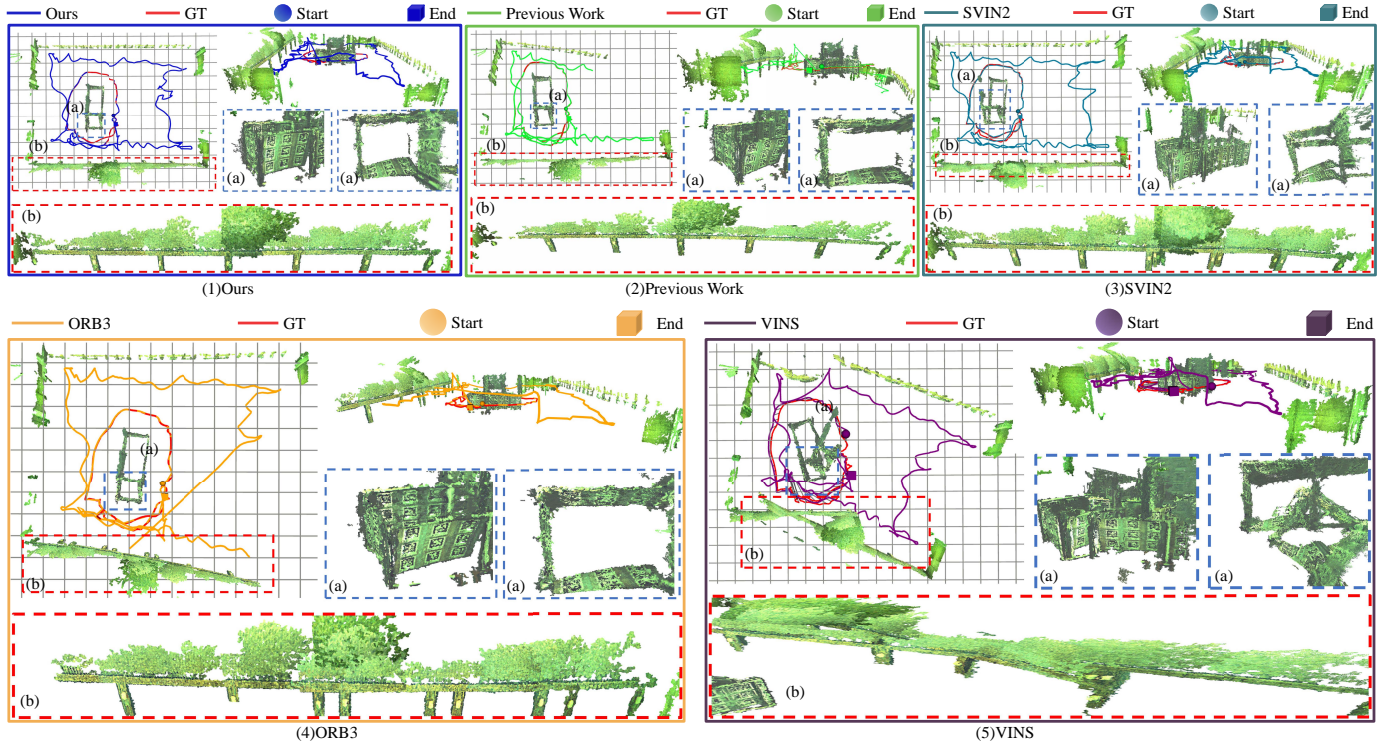 Ours GT Start End
Previous Work GT Start End
SVIN2 GT Start End
(a)
(b)
(a)
(a)
(b)
(1)Ours
(a)
(b)
(a)
(a)
(b)
(2)Previous Work
(a)
(b)
(a)
(a)
(b)
(3)SVIN2
ORB3 GT Start End
VINS GT Start End
(a)
(b)
(a)
(a)
(b)
(4)ORB3
(a)
(b)
(a)
(a)
(b)
(5)VINS